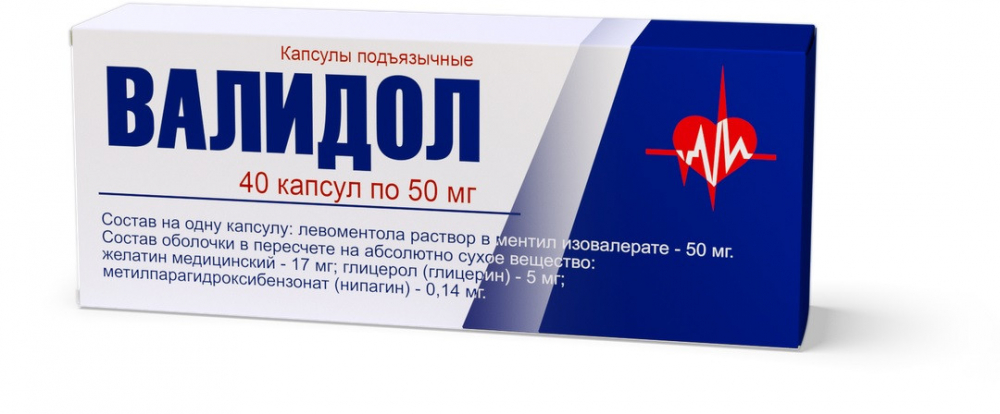 Капсулы подъязычные
ВАЛИДОЛ
40 капсул по 50 мг
Состав на одну капсулу: левоментола раствор в ментил изовалерате - 50 мг.
Состав оболочки в пересчете на абсолютно сухое вещество:
желатин медицинский - 17 мг; глицерол (глицерин) - 5 мг;
метилпарагидроксибензонат (нипагин) - 0,14 мг.